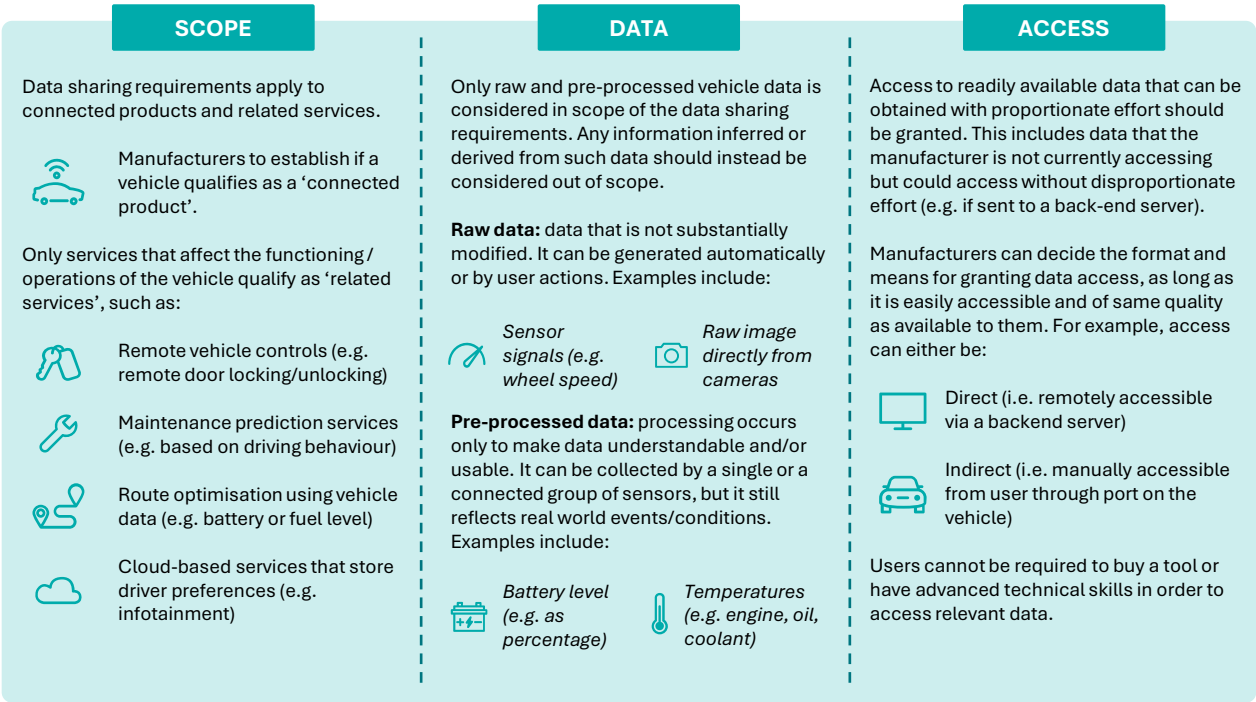 SCOPE
Data sharing requirements apply to
connected products and related services.
Manufacturers to establish if a
vehicle qualifies as a ‘connected
product’.
Only services that affect the functioning /
operations of the vehicle qualify as ‘related
services’, such as:
Remote vehicle controls (e.g.
remote door locking/unlocking)
Maintenance prediction services
(e.g. based on driving behaviour)
Route optimisation using vehicle
data (e.g. battery or fuel level)
Cloud-based services that store
driver preferences (e.g.
infotainment)
DATA
Only raw and pre-processed vehicle data is
considered in scope of the data sharing
requirements. Any information inferred or
derived from such data should instead be
considered out of scope.
Raw data: data that is not substantially
modified. It can be generated automatically
or by user actions. Examples include:
Sensor
signals (e.g.
wheel speed)
Raw image
directly from
cameras
Pre-processed data: processing occurs
only to make data understandable and/or
usable. It can be collected by a single or a
connected group of sensors, but it still
reflects real world events/conditions.
Examples include:
Battery level
(e.g. as
percentage)
Temperatures
(e.g. engine, oil,
coolant)
ACCESS
Access to readily available data that can be
obtained with proportionate effort should
be granted. This includes data that the
manufacturer is not currently accessing
but could access without disproportionate
effort (e.g. if sent to a back-end server).
Manufacturers can decide the format and
means for granting data access, as long as
it is easily accessible and of same quality
as available to them. For example, access
can either be:
Direct (i.e. remotely accessible
via a backend server)
Indirect (i.e. manually accessible
from user through port on the
vehicle)
Users cannot be required to buy a tool or
have advanced technical skills in order to
access relevant data.